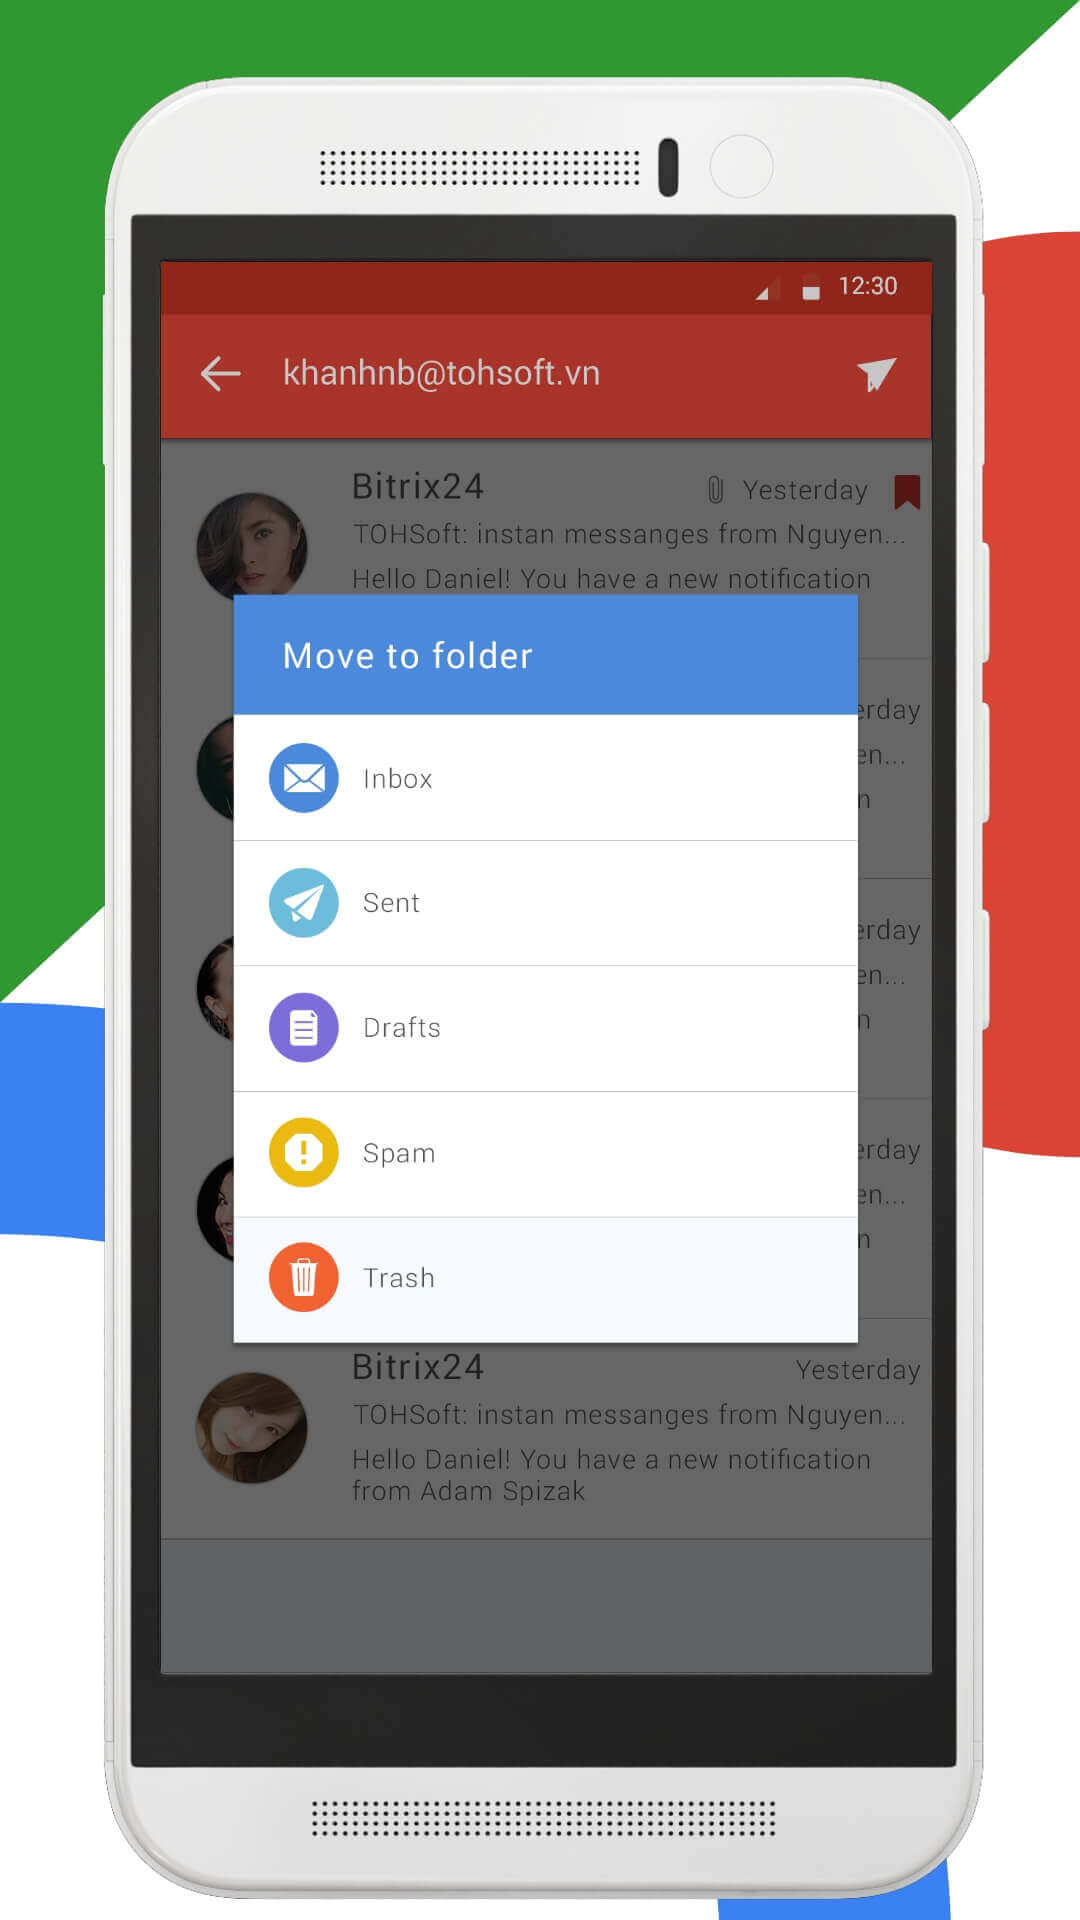 12:30
khanhnb@tohsoft.vn
Bitrix24
Yesterday
TOHSoft: instan messanges from Nguyen...
Hello Daniel! You have a new notification
Move to folder
erday
en...
n
Inbox
Sent
erday
en...
n
Drafts
Spam
erday
en...
n
Trash
Bitrix24
Yesterday
TOHSoft: instan messanges from Nguyen...
Hello Daniel! You have a new notification
from Adam Spizak